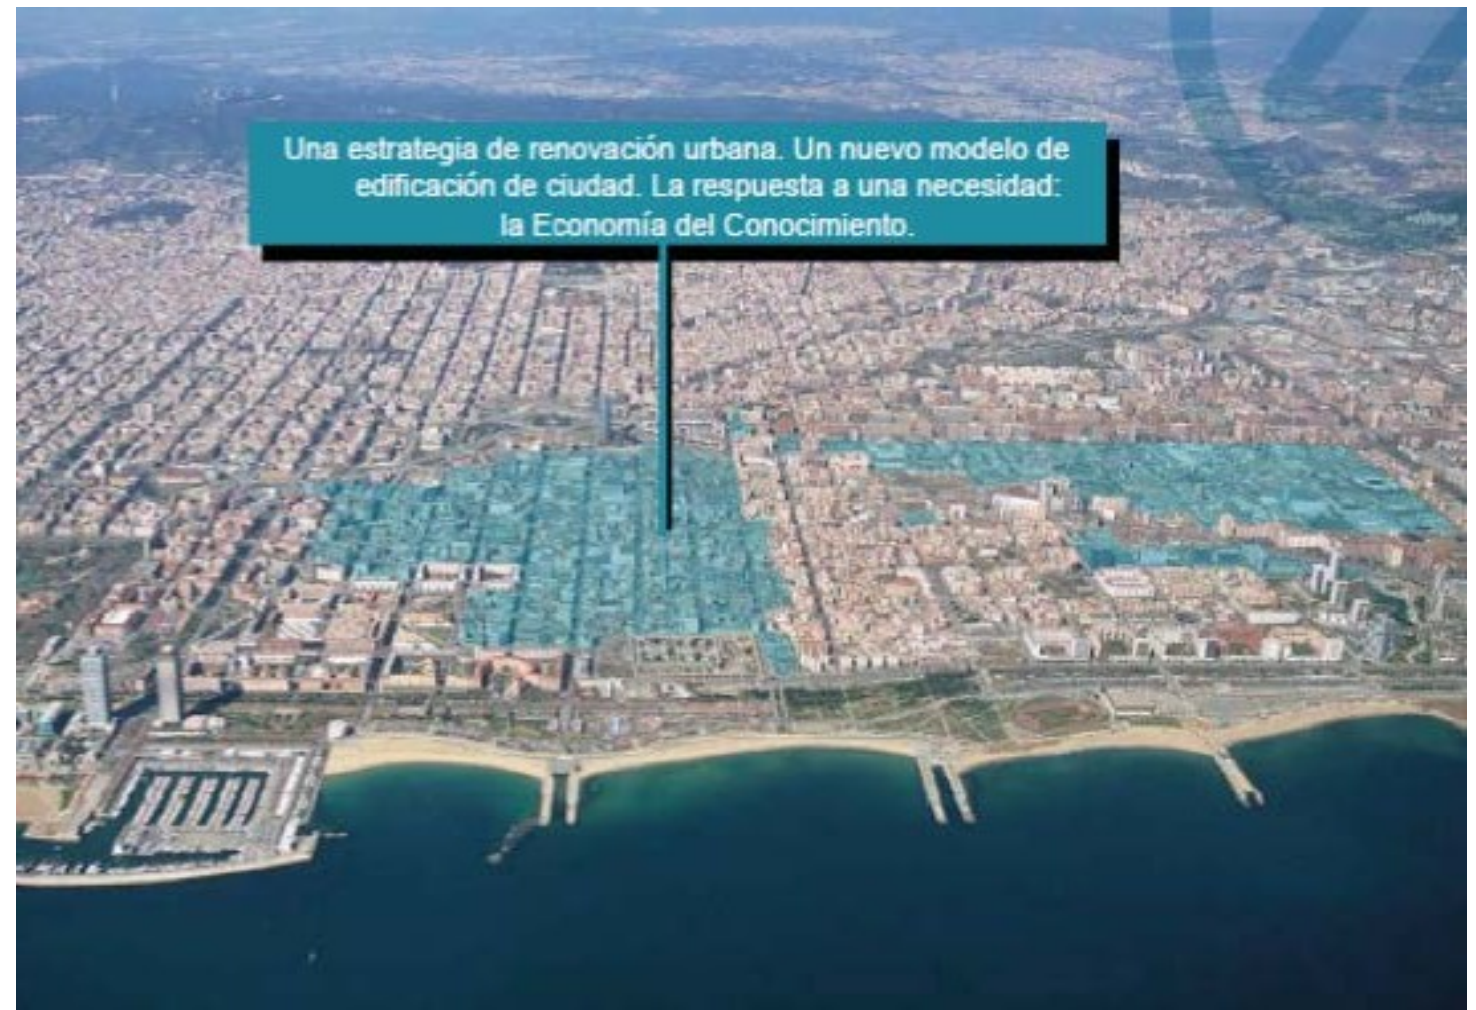 Una estrategia de renovación urbana. Un nuevo modelo de
edificación de ciudad. La respuesta a una necesidad:
la Economía del Conocimiento.